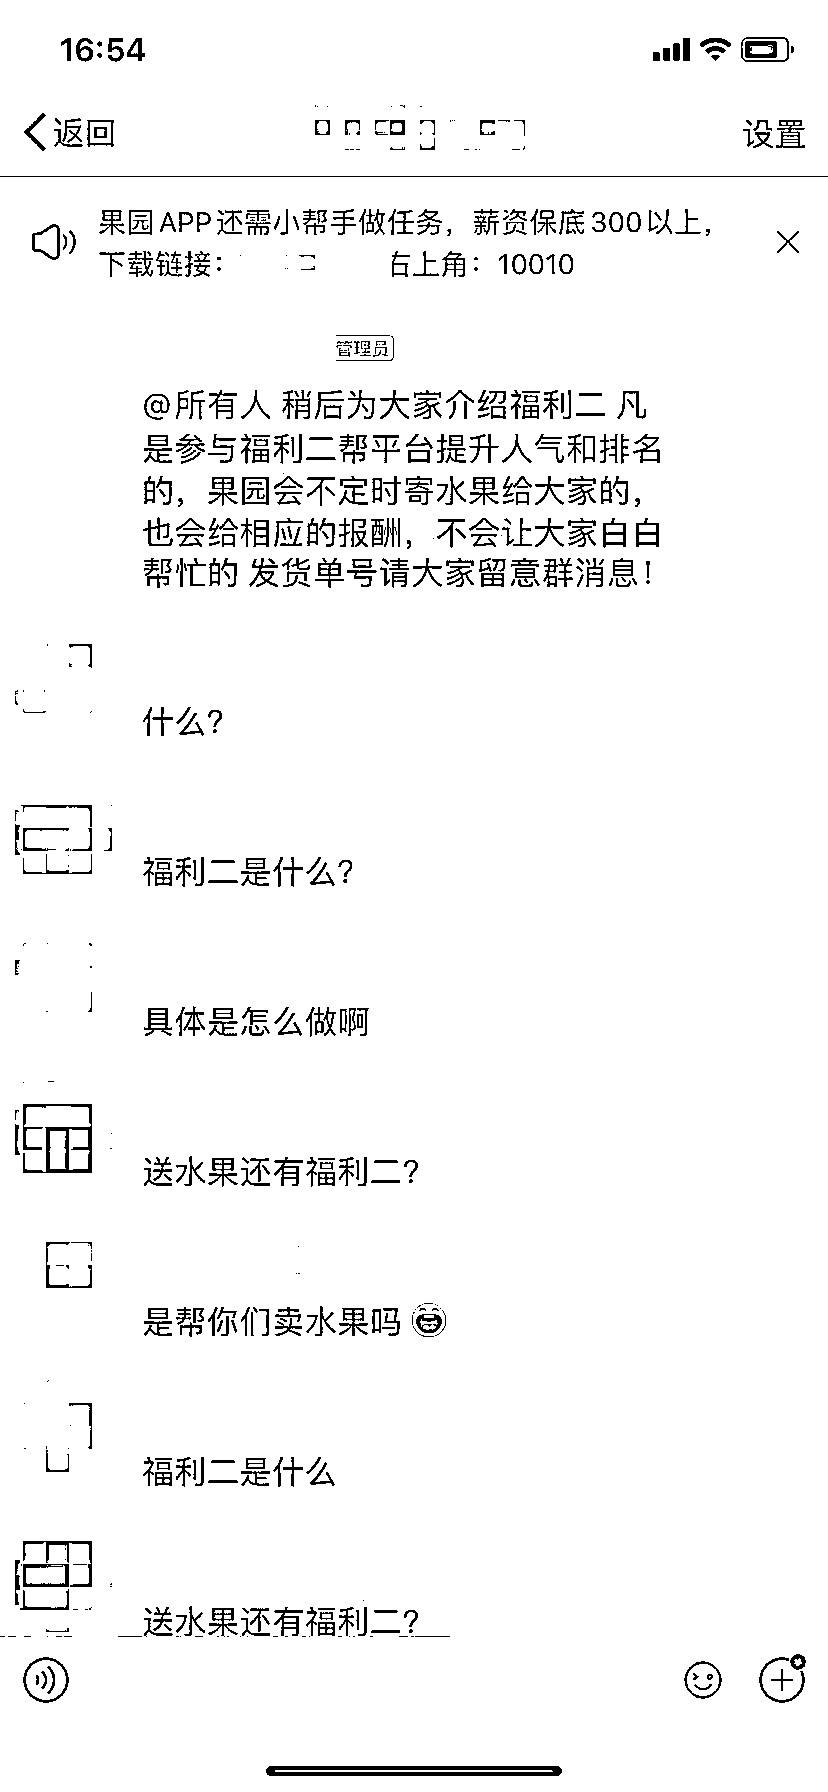 16:54
返回
设置
果园APP还需小帮手做任务，薪资保底300以上，
下载链接： 右上角：10010
管理员
@所有人 稍后为大家介绍福利二 凡
是参与福利二帮平台提升人气和排名
的，果园会不定时寄水果给大家的，
也会给相应的报酬，不会让大家白白
帮忙的 发货单号请大家留意群消息！
什么？
福利二是什么？
具体是怎么做啊
送水果还有福利二？
是帮你们卖水果吗
福利二是什么
送水果还有福利二？